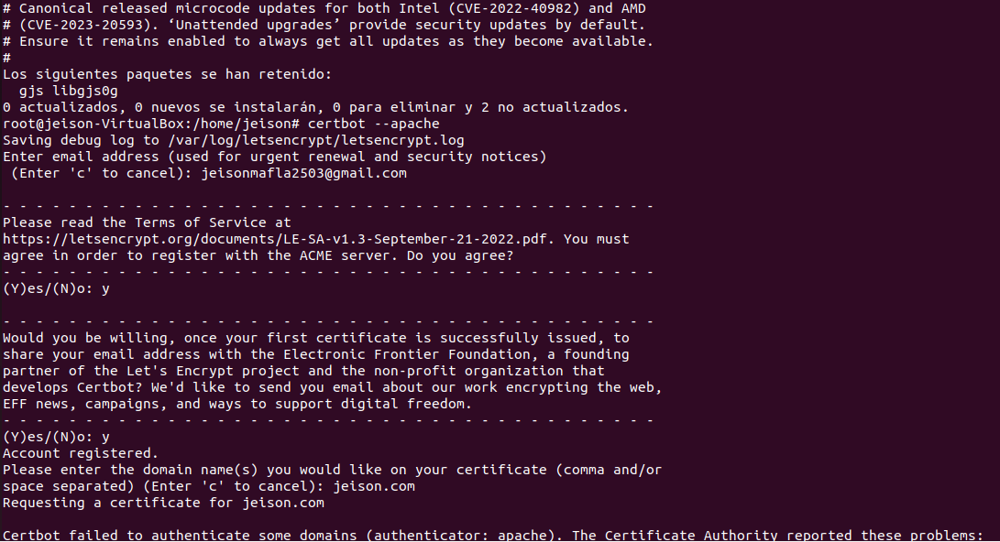 # Canonical released microcode updates for both Intel (CVE-2022-40982) and AMD
# (CVE-2023-20593). ‘Unattended upgrades’ provide security updates by default.
# Ensure it remains enabled to always get all updates as they become available.
#
Los siguientes paquetes se han retenido:
  gjs libgjs0g
0 actualizados, 0 nuevos se instalarán, 0 para eliminar y 2 no actualizados.
root@jeison-VirtualBox:/home/jeison# certbot --apache
Saving debug log to /var/log/letsencrypt/letsencrypt.log
Enter email address (used for urgent renewal and security notices)
 (Enter 'c' to cancel): jeisonmafla2503@gmail.com

- - - - - - - - - - - - - - - - - - - - - - - - - - - - - - - - - - - - - - - -
Please read the Terms of Service at
https://letsencrypt.org/documents/LE-SA-v1.3-September-21-2022.pdf. You must
agree in order to register with the ACME server. Do you agree?
- - - - - - - - - - - - - - - - - - - - - - - - - - - - - - - - - - - - - - - -
(Y)es/(N)o: y

- - - - - - - - - - - - - - - - - - - - - - - - - - - - - - - - - - - - - - - -
Would you be willing, once your first certificate is successfully issued, to
share your email address with the Electronic Frontier Foundation, a founding
partner of the Let's Encrypt project and the non-profit organization that
develops Certbot? We'd like to send you email about our work encrypting the web,
EFF news, campaigns, and ways to support digital freedom.
- - - - - - - - - - - - - - - - - - - - - - - - - - - - - - - - - - - - - - - -
(Y)es/(N)o: y
Account registered.
Please enter the domain name(s) you would like on your certificate (comma and/or
space separated) (Enter 'c' to cancel): jeison.com
Requesting a certificate for jeison.com

Certbot failed to authenticate some domains (authenticator: apache). The Certificate Authority reported these problems: